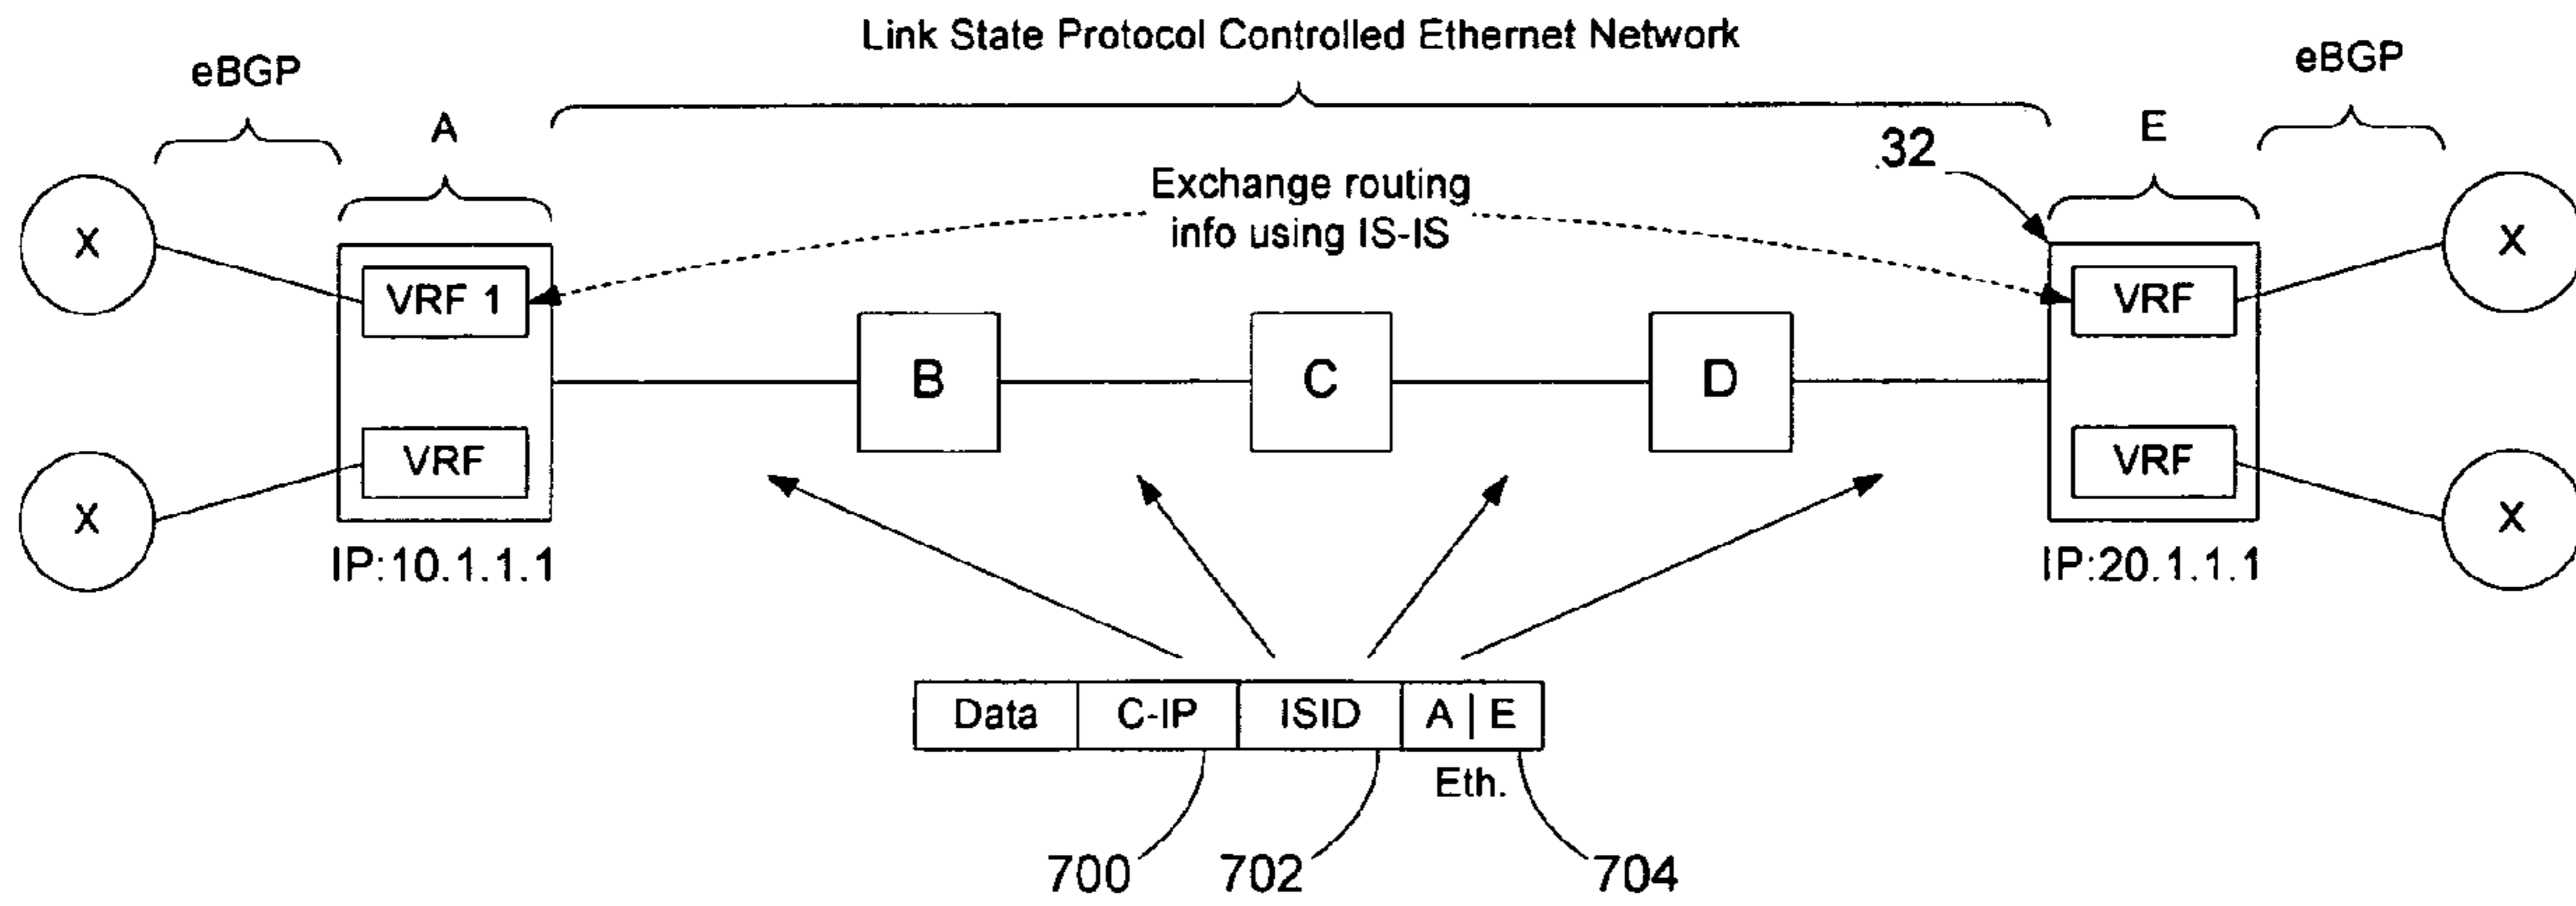 Link State Protocol Controlled Ethernet Network
eBGP
eBGP
A
E
32
Exchange routing
info using IS-IS
X
VRF 1
VRF
X
B
C
D
X
VRF
VRF
X
IP:10.1.1.1
IP:20.1.1.1
Data
C-IP
ISID
A | E
Eth.
700
702
704